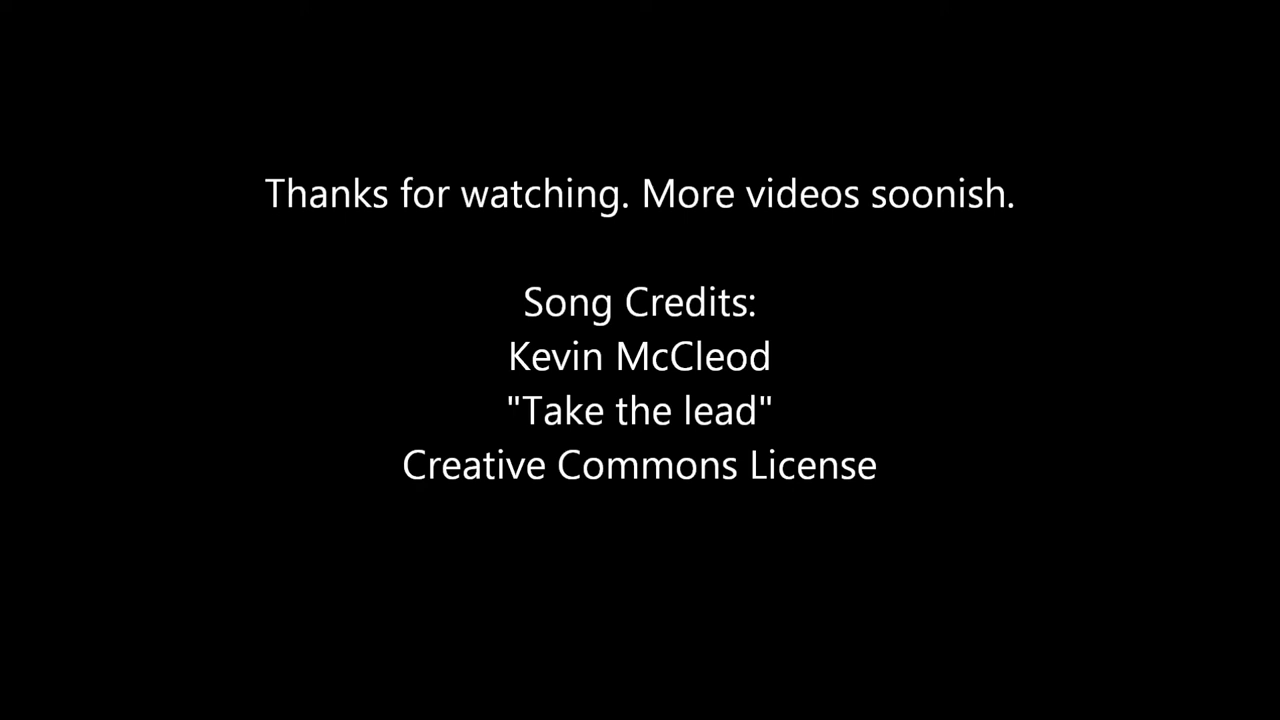 Thanks for watching. More videos soonish.
Song Credits:
Kevin McCleod
"Take the lead"
Creative Commons License